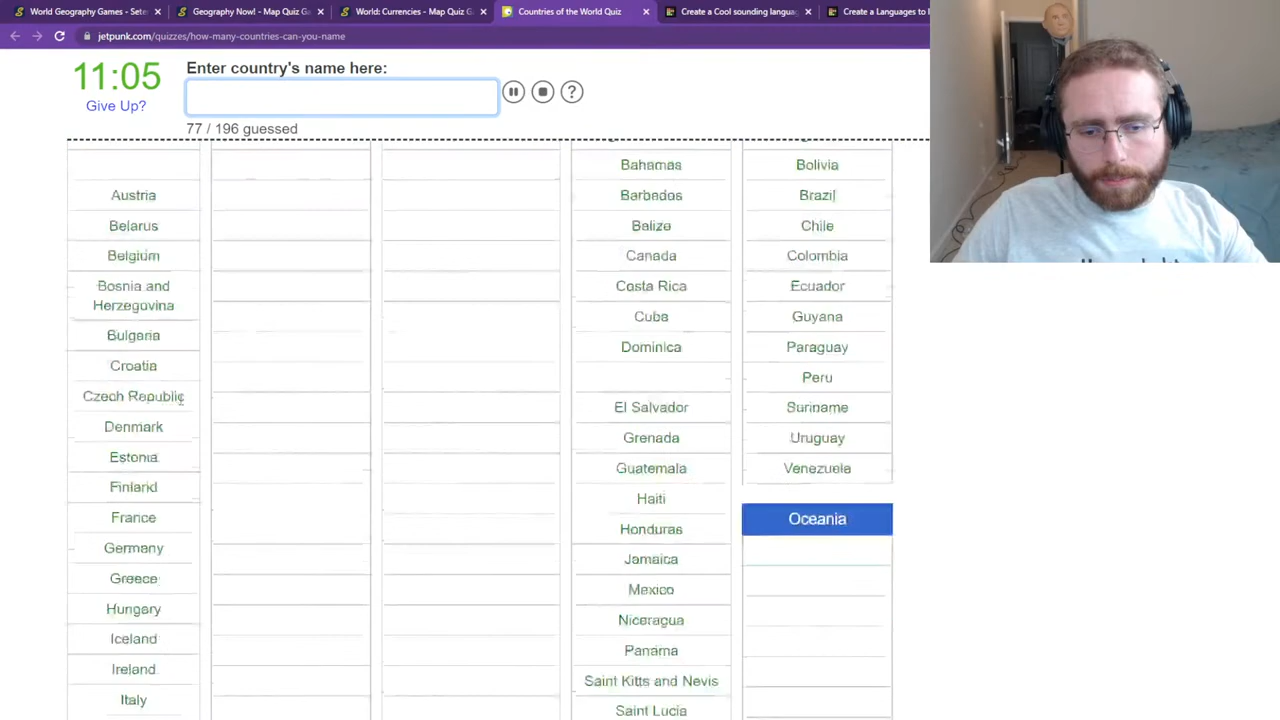 World Geography Games - Sete
Geography Now! - Map Quiz G
World: Currencies - Map Quiz G
Countries of the World Quiz
Create a Cool sounding langua
Create a Languages to
jetpunk.com/quizzes/how-many-countries-can-you-name
11:05
Give Up?
Enter country's name here:
77 / 196 guessed
Austria
Belarus
Belgium
Bosnia and
Herzegovina
Bulgaria
Croatia
Czech Republic
Denmark
Estonia
Finland
France
Germany
Greece
Hungary
Iceland
Ireland
Italy
Bahamas
Barbados
Belize
Canada
Costa Rica
Cuba
Dominica
El Salvador
Grenada
Guatemala
Haiti
Honduras
Jamaica
Mexico
Nicaragua
Panama
Saint Kitts and Nevis
Saint Lucia
Bolivia
Brazil
Chile
Colombia
Ecuador
Guyana
Paraguay
Peru
Suriname
Uruguay
Venezuela
Oceania